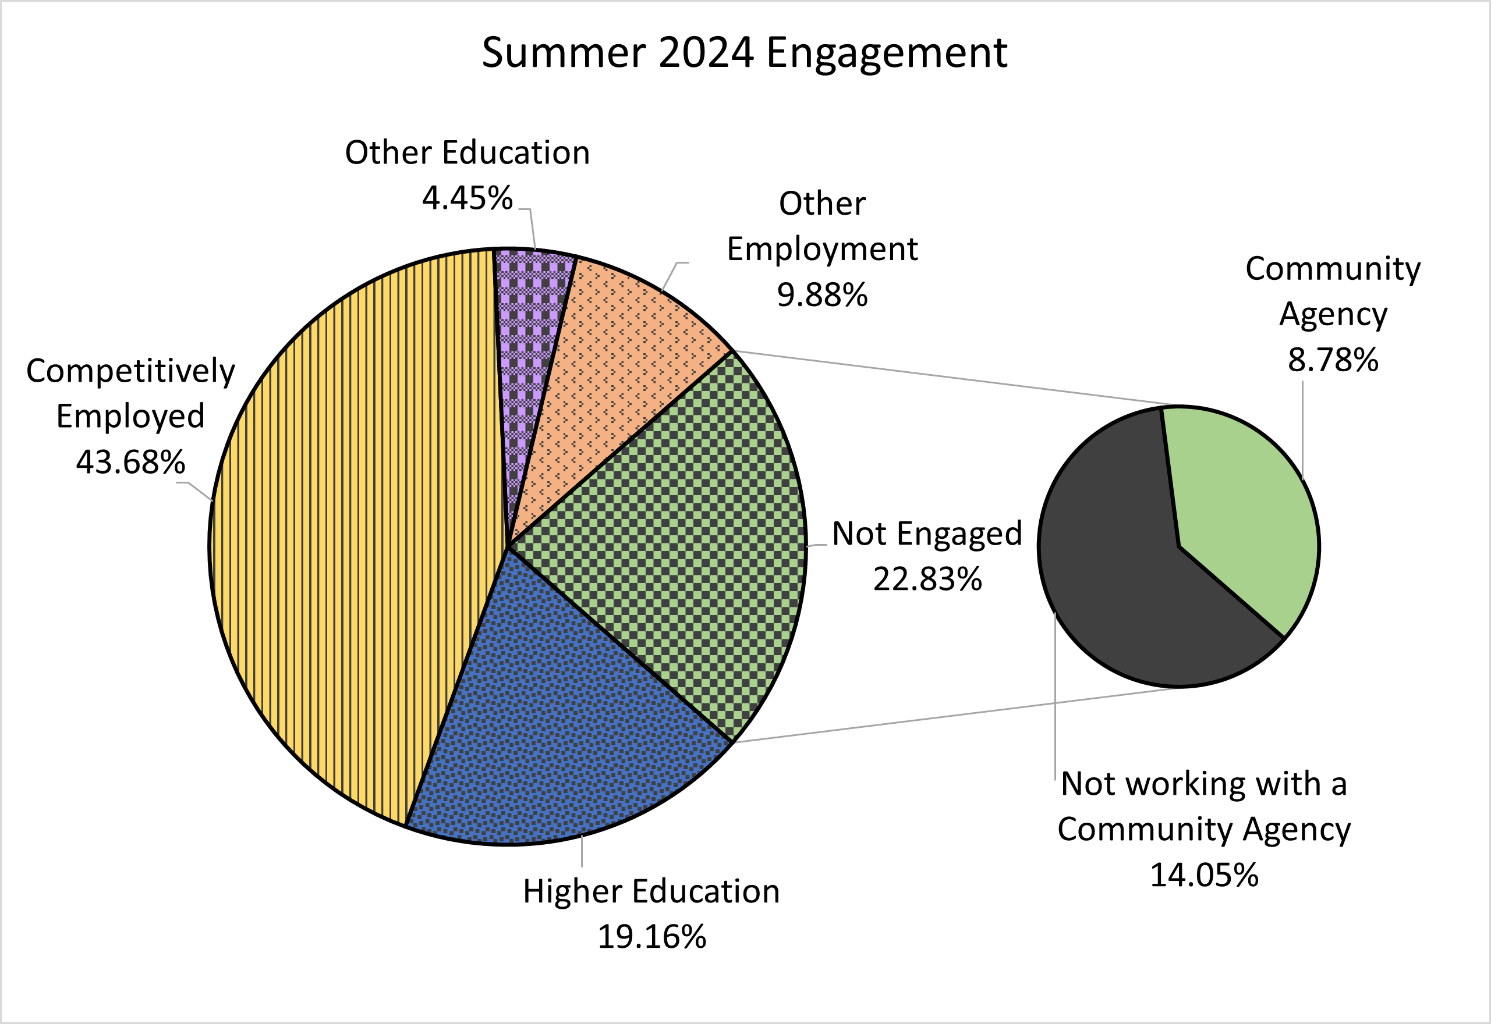 Summer 2024 Engagement
Other Education
4.45%
Other
Employment
9.88%
Community
Agency
8.78%
Competitively
Employed
43.68%
Not Engaged
22.83%
Not working with a
Community Agency
14.05%
Higher Education
19.16%